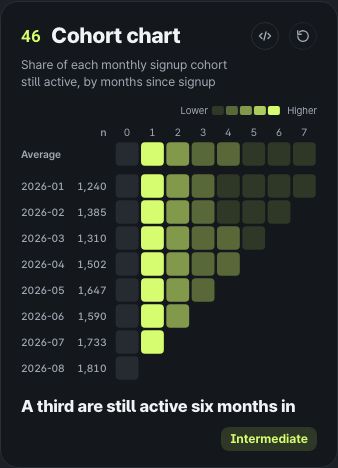 46 Cohort chart
Share of each monthly signup cohort
still active, by months since signup
Lower Higher
n 0 1 2 3 4 5 6 7
Average
2026-01 1,240
2026-02 1,385
2026-03 1,310
2026-04 1,502
2026-05 1,647
2026-06 1,590
2026-07 1,733
2026-08 1,810
A third are still active six months in
Intermediate